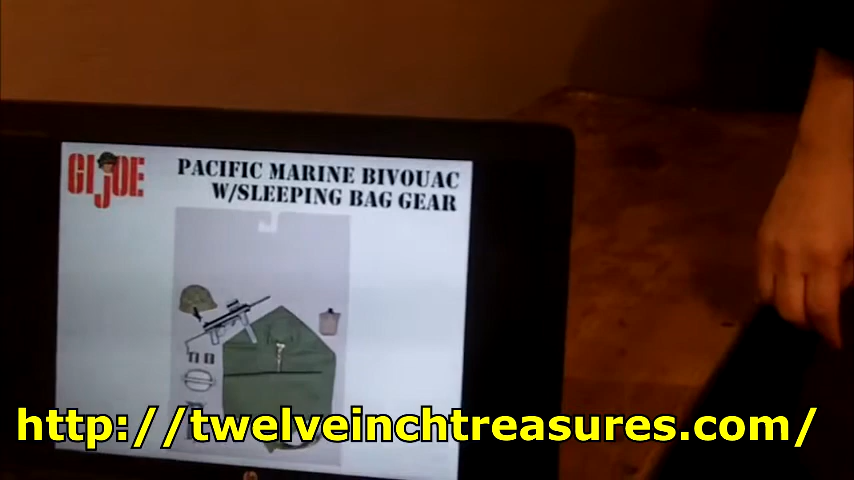 GI JOE
PACIFIC MARINE BIVOUAC
W/SLEEPING BAG GEAR
http://twelveinchtreasures.com/